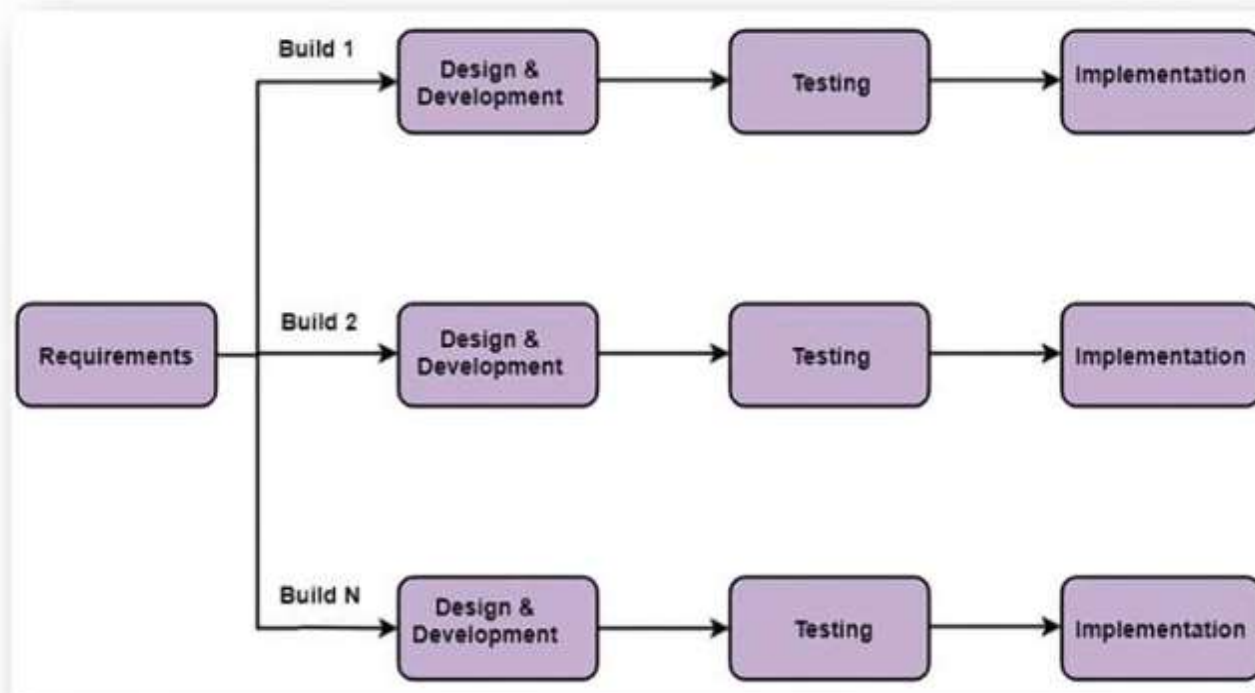 Build 1
Design &
Development
Testing
Implementation
Requirements
Build 2
Design &
Development
Testing
Implementation
Build N
Design &
Development
Testing
Implementation